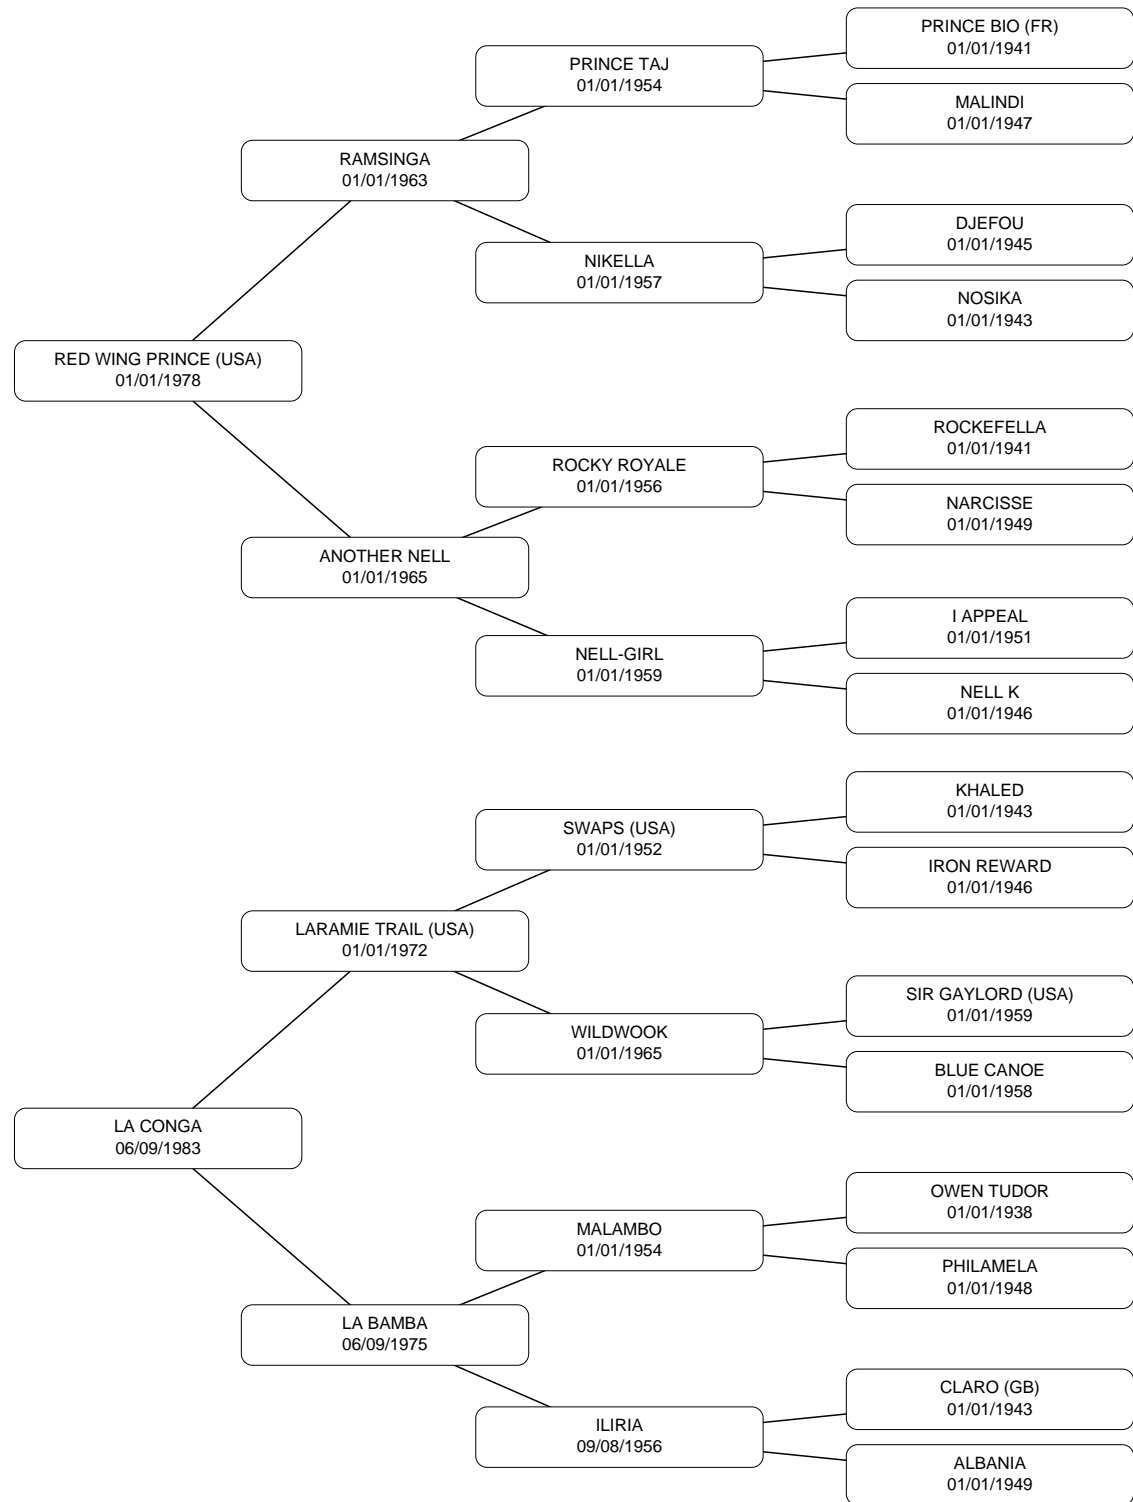 PRINCE BIO (FR)
01/01/1941
PRINCE TAJ
01/01/1954
MALINDI
01/01/1947
RAMSINGA
01/01/1963
DJEFOU
01/01/1945
NIKELLA
01/01/1957
NOSIKA
01/01/1943
RED WING PRINCE (USA)
01/01/1978
ROCKEFELLA
01/01/1941
ROCKY ROYALE
01/01/1956
NARCISSE
01/01/1949
ANOTHER NELL
01/01/1965
I APPEAL
01/01/1951
NELL-GIRL
01/01/1959
NELL K
01/01/1946
KHALED
01/01/1943
SWAPS (USA)
01/01/1952
IRON REWARD
01/01/1946
LARAMIE TRAIL (USA)
01/01/1972
SIR GAYLORD (USA)
01/01/1959
WILDWOOK
01/01/1965
BLUE CANOE
01/01/1958
LA CONGA
06/09/1983
OWEN TUDOR
01/01/1938
MALAMBO
01/01/1954
PHILAMELA
01/01/1948
LA BAMBA
06/09/1975
CLARO (GB)
01/01/1943
ILIRIA
09/08/1956
ALBANIA
01/01/1949